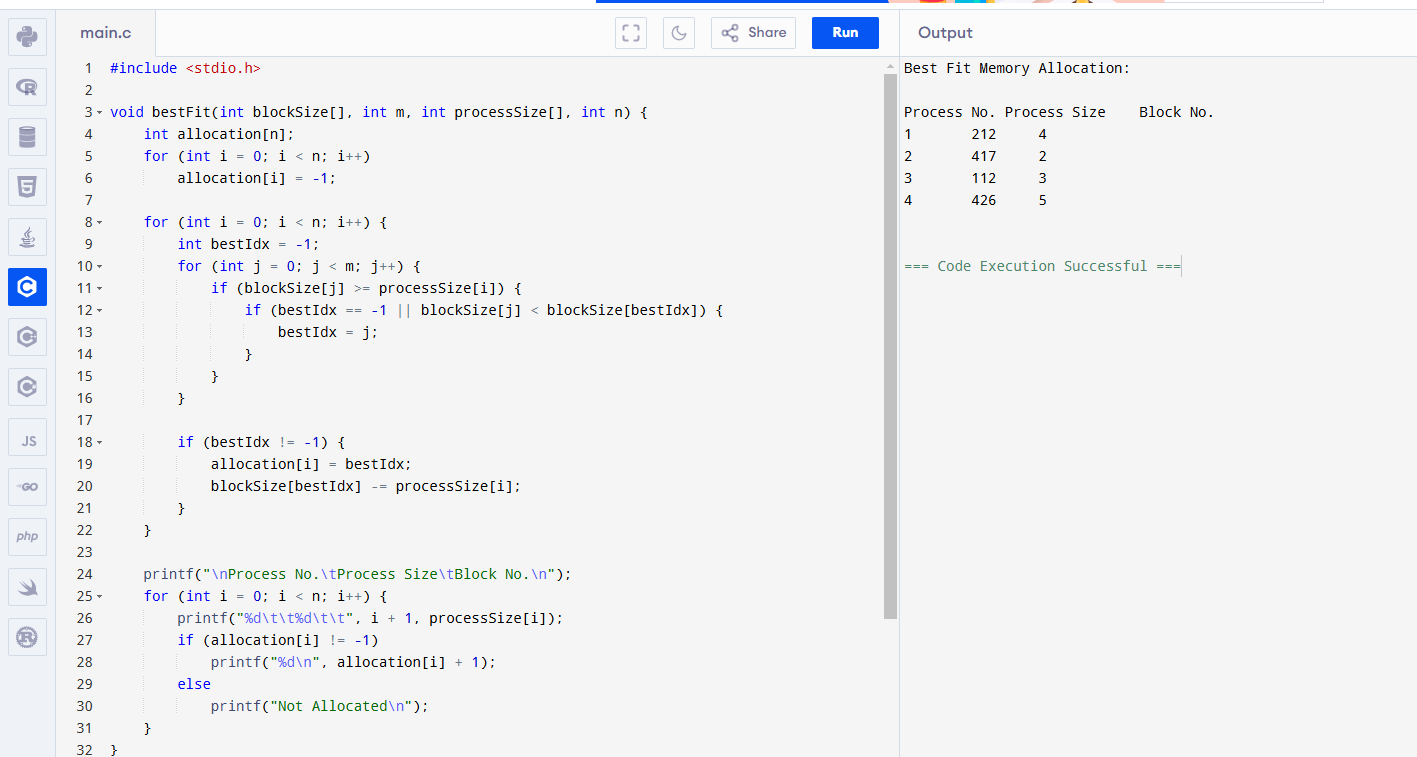 main.c
Share
Run
Output
JS
GO
php
1 #include <stdio.h>
2
3 void bestFit(int blockSize[], int m, int processSize[], int n) {
4     int allocation[n];
5     for (int i = 0; i < n; i++)
6         allocation[i] = -1;
7
8     for (int i = 0; i < n; i++) {
9         int bestIdx = -1;
10         for (int j = 0; j < m; j++) {
11             if (blockSize[j] >= processSize[i]) {
12                 if (bestIdx == -1 || blockSize[j] < blockSize[bestIdx]) {
13                     bestIdx = j;
14                 }
15             }
16         }
17
18         if (bestIdx != -1) {
19             allocation[i] = bestIdx;
20             blockSize[bestIdx] -= processSize[i];
21         }
22     }
23
24     printf("\nProcess No.\tProcess Size\tBlock No.\n");
25     for (int i = 0; i < n; i++) {
26         printf("%d\t\t%d\t\t", i + 1, processSize[i]);
27         if (allocation[i] != -1)
28             printf("%d\n", allocation[i] + 1);
29         else
30             printf("Not Allocated\n");
31     }
32 }
Best Fit Memory Allocation:
Process No. Process Size    Block No.
1       212     4
2       417     2
3       112     3
4       426     5
=== Code Execution Successful ===